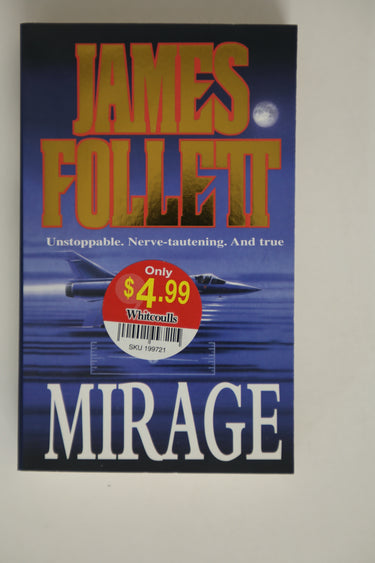 JAMES
FOLLETT
Unstoppable. Nerve-tautening. And true
Only
$4.99
Whitcoulls
SKU 199721
MIRAGE